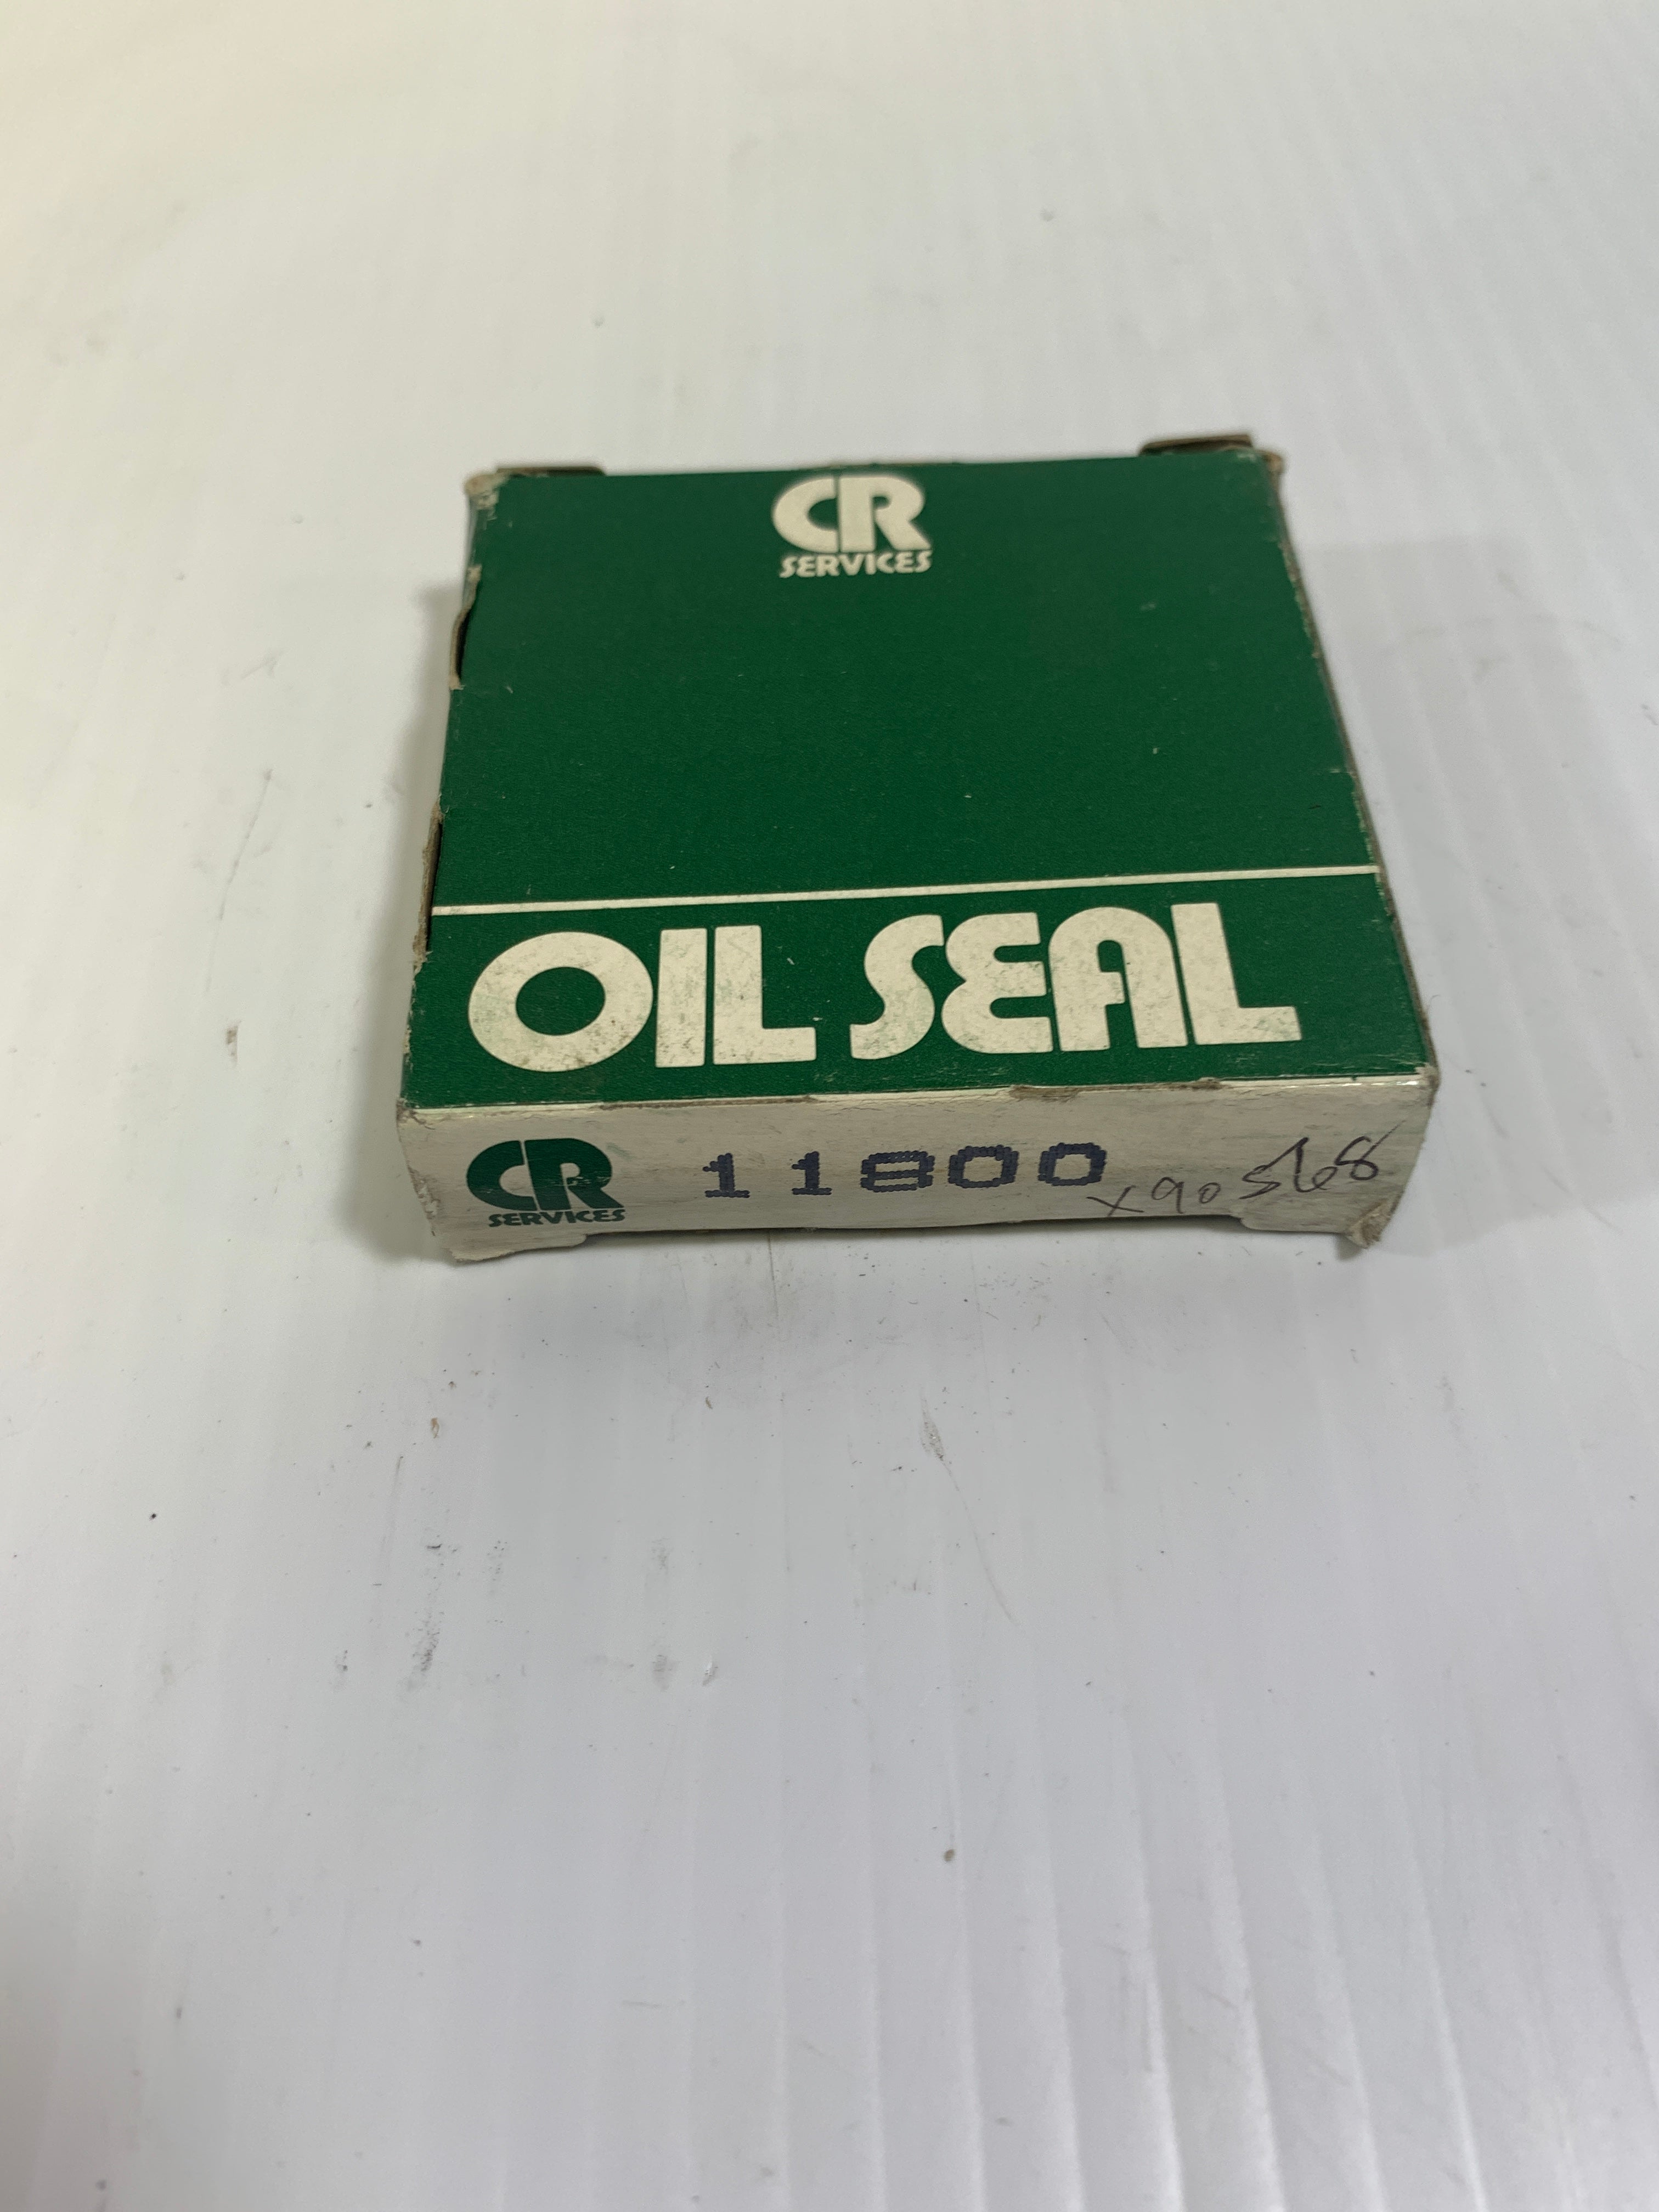 CR
SERVICES
OIL SEAL
CR
SERVICES
11800
X90568